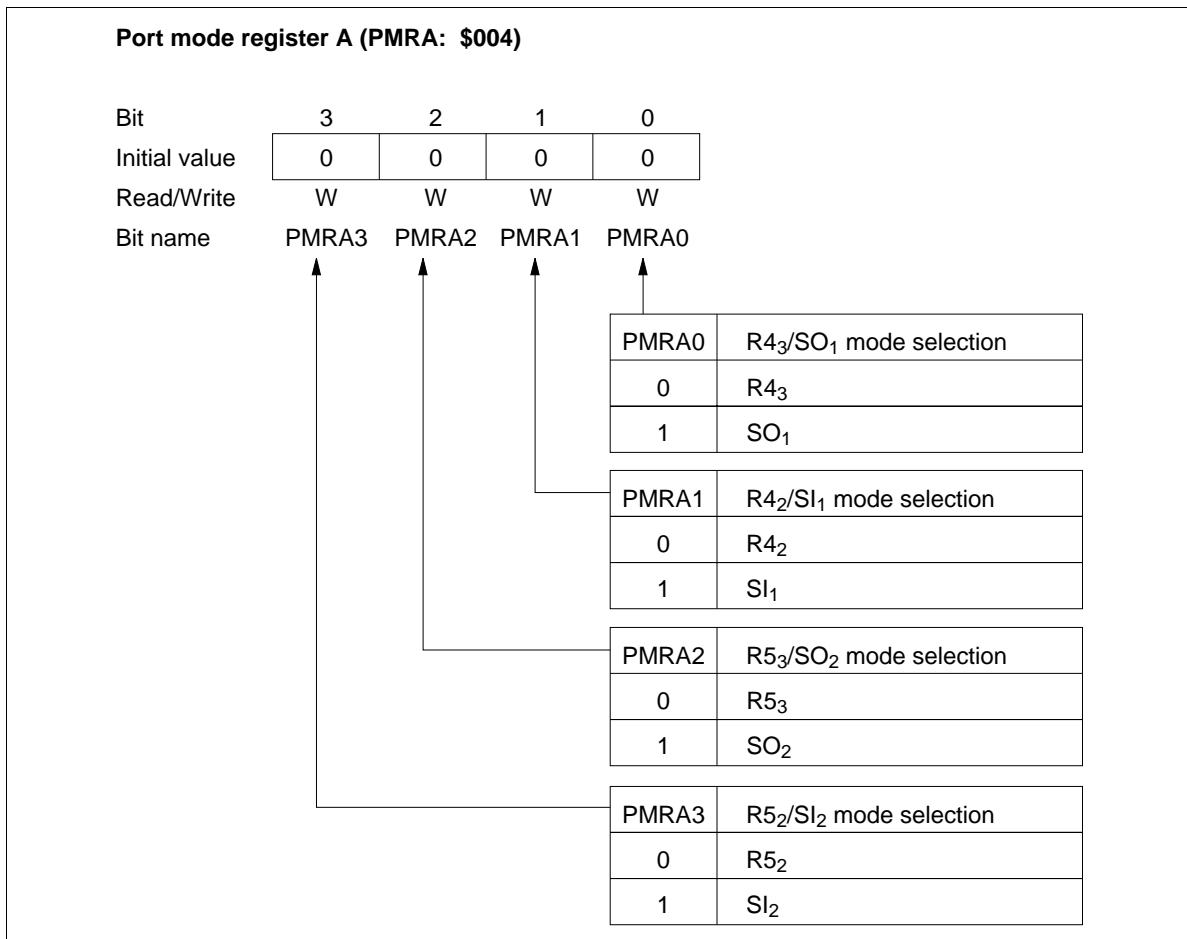 Port mode register A (PMRA: $004)
Bit 3 2 1 0
Initial value 0 0 0 0
Read/Write W W W W
Bit name PMRA3 PMRA2 PMRA1 PMRA0
PMRA0 R4₃/SO₁ mode selection
0 R4₃
1 SO₁
PMRA1 R4₂/SI₁ mode selection
0 R4₂
1 SI₁
PMRA2 R5₃/SO₂ mode selection
0 R5₃
1 SO₂
PMRA3 R5₂/SI₂ mode selection
0 R5₂
1 SI₂